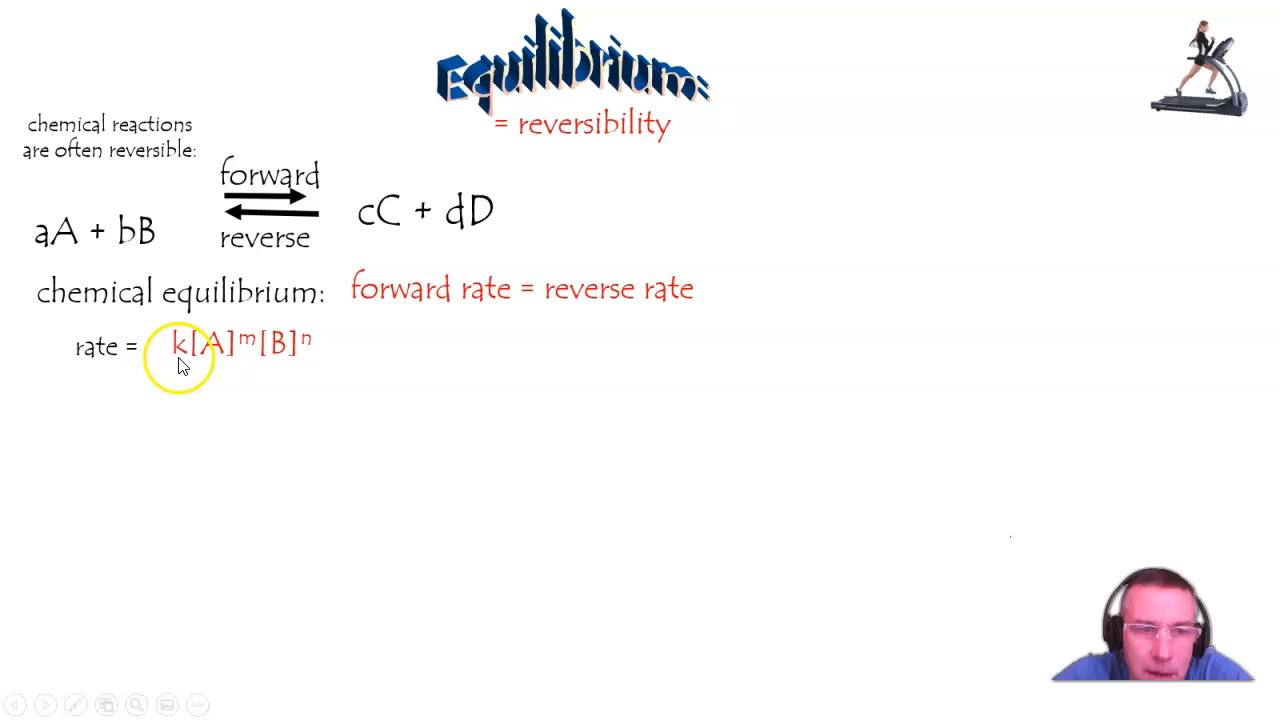 Equilibrium:
= reversibility
chemical reactions
are often reversible:
forward
aA + bB
cC + dD
reverse
chemical equilibrium: forward rate = reverse rate
rate = k[A]ᵐ[B]ⁿ